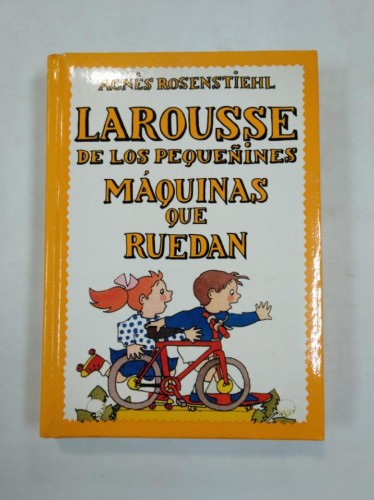 AGNÈS ROSENSTIEHL
LAROUSSE
DE LOS PEQUEÑINES
MÁQUINAS
QUE
RUEDAN